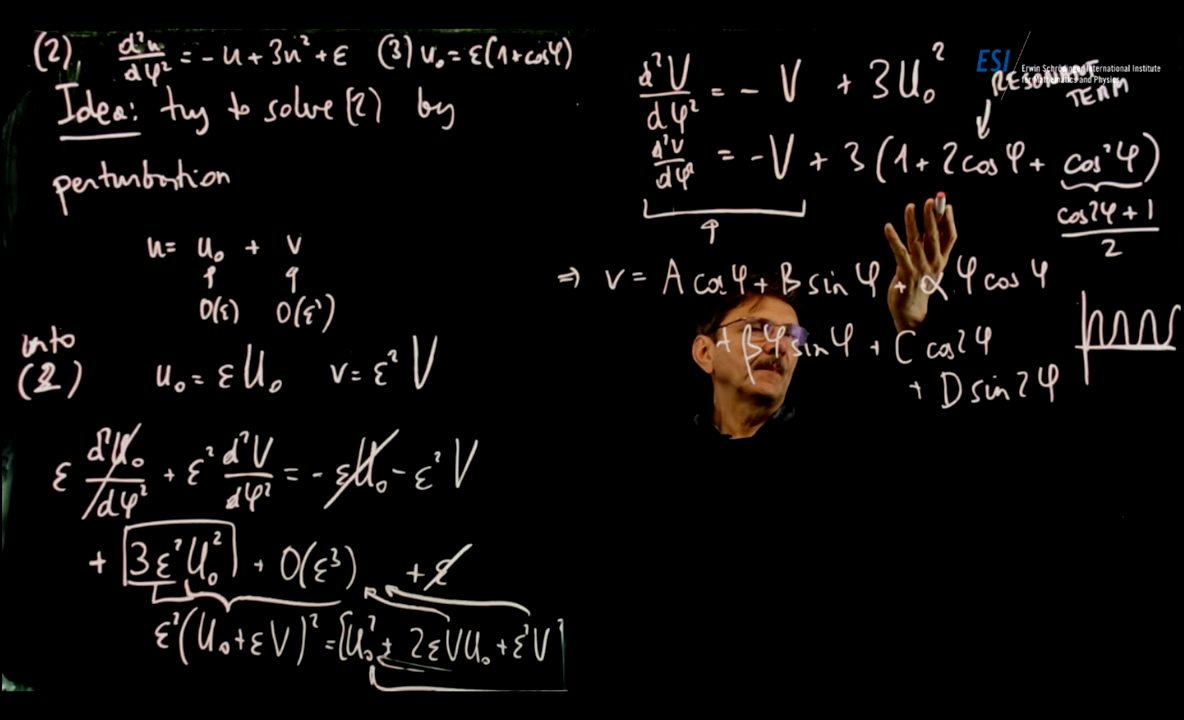 (2), d²u/dφ² = -u + 3u² + ε (3) u₀ = ε(1+cosφ)
Idea: try to solve (2) by
perturbation
u = u₀ + v
O(ε) O(ε²)
into
(2) u₀ = εU₀ v = ε²V
ε d²U₀/dφ² + ε² d²V/dφ² = -εU₀ - ε²V
+ 3ε²U₀² + O(ε³) + ε
ε²(U₀+εV)² = [U₀² + 2εVU₀ + ε²V²]
ESI Erwin Schrödinger International Institute
for Mathematics and Physics
RESONANT
TERM
d²V/dφ² = - V + 3U₀²
d²V/dφ² = -V + 3(1 + 2cosφ + cos²φ)
cos2φ+1
2
⇒ V = A cosφ + B sinφ + α φ cosφ
+ βφ sinφ + C cos2φ
+ D sin2φ